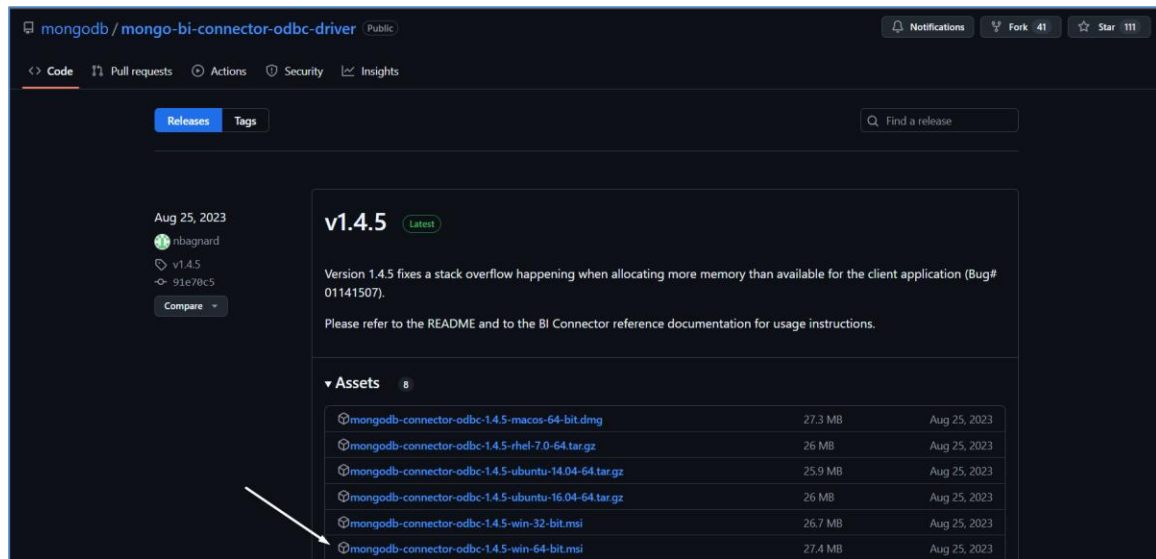 mongodb / mongo-bi-connector-odbc-driver Public
Notifications Fork 41 Star 111
Code Pull requests Actions Security Insights
Releases Tags
Find a release
Aug 25, 2023
nbagnard
v1.4.5
91e70c5
Compare
v1.4.5 Latest
Version 1.4.5 fixes a stack overflow happening when allocating more memory than available for the client application (Bug#
01141507).
Please refer to the README and to the BI Connector reference documentation for usage instructions.
Assets 8
mongodb-connector-odbc-1.4.5-macos-64-bit.dmg 27.3 MB Aug 25, 2023
mongodb-connector-odbc-1.4.5-rhel-7.0-64.tar.gz 26 MB Aug 25, 2023
mongodb-connector-odbc-1.4.5-ubuntu-14.04-64.tar.gz 25.9 MB Aug 25, 2023
mongodb-connector-odbc-1.4.5-ubuntu-16.04-64.tar.gz 26 MB Aug 25, 2023
mongodb-connector-odbc-1.4.5-win-32-bit.msi 26.7 MB Aug 25, 2023
mongodb-connector-odbc-1.4.5-win-64-bit.msi 27.4 MB Aug 25, 2023